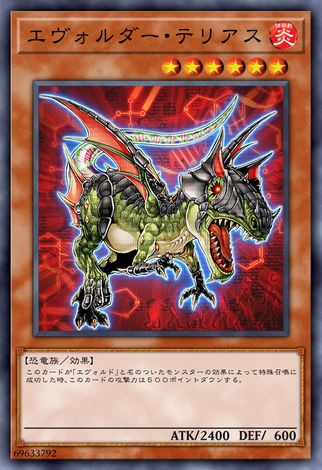 エヴォルダー・テリアス
ほのお
炎
【恐竜族／効果】
このカードが「エヴォルド」と名のついたモンスターの効果によって特殊召喚に
成功した時、このカードの攻撃力は５００ポイントダウンする。
ATK/2400 DEF/ 600
69633792